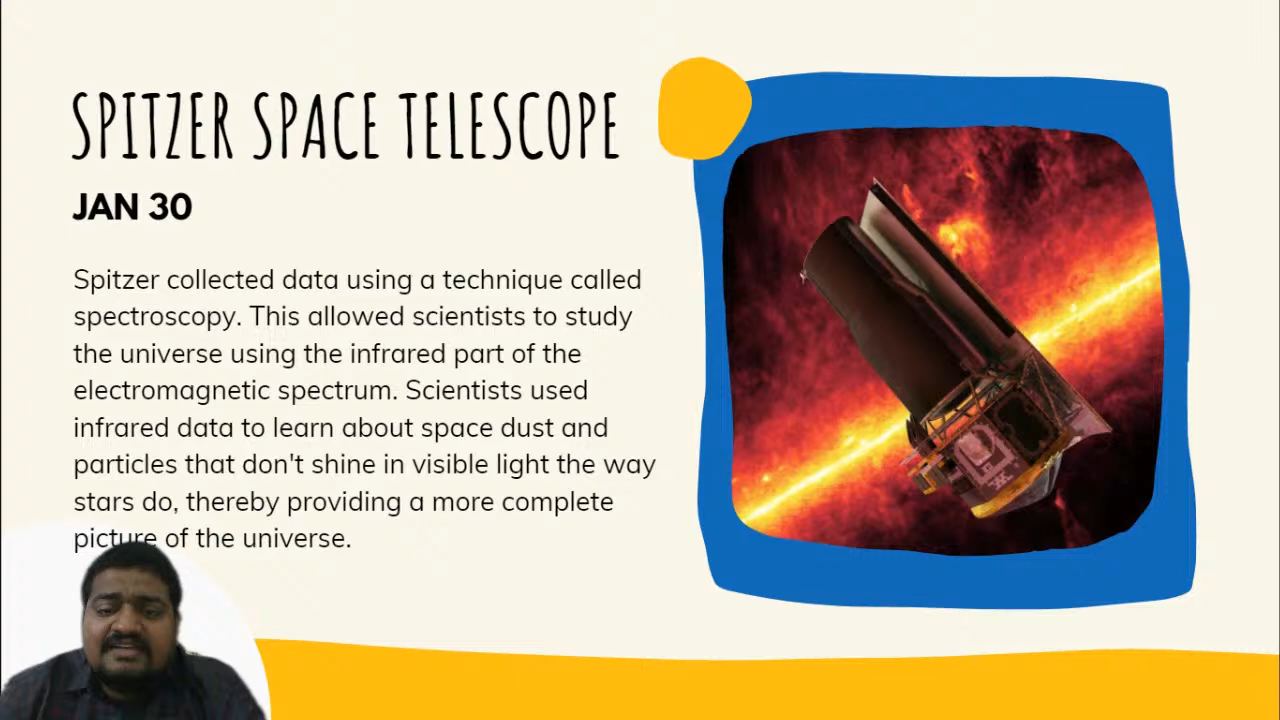 SPITZER SPACE TELESCOPE
JAN 30
Spitzer collected data using a technique called
spectroscopy. This allowed scientists to study
the universe using the infrared part of the
electromagnetic spectrum. Scientists used
infrared data to learn about space dust and
particles that don't shine in visible light the way
stars do, thereby providing a more complete
picture of the universe.